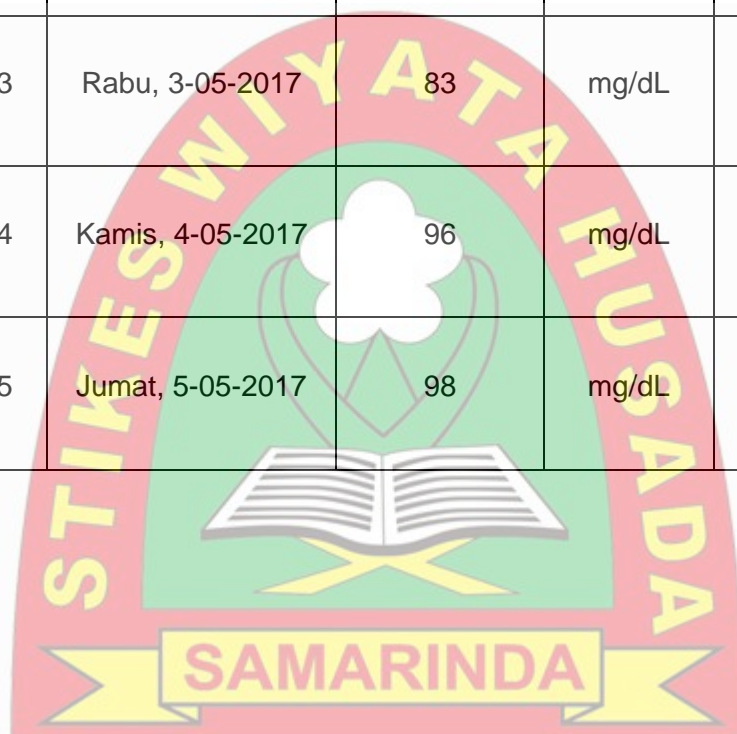 3 Rabu, 3-05-2017 83 mg/dL
4 Kamis, 4-05-2017 96 mg/dL
5 Jumat, 5-05-2017 98 mg/dL
STIKES WIYATA HUSADA
SAMARINDA